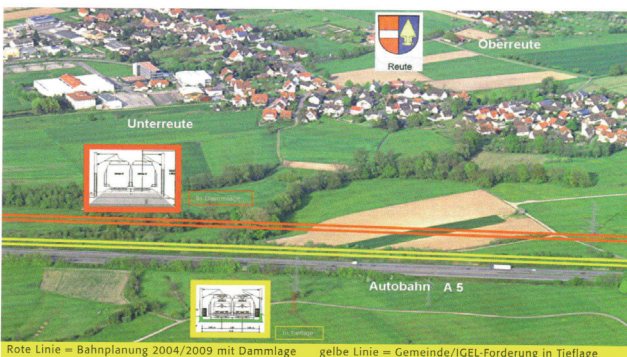 Reute
Oberreute
Unterreute
In Dammlage
Autobahn A 5
In Tieflage
Rote Linie = Bahnplanung 2004/2009 mit Dammlage gelbe Linie = Gemeinde/IGEL-Forderung in Tieflage